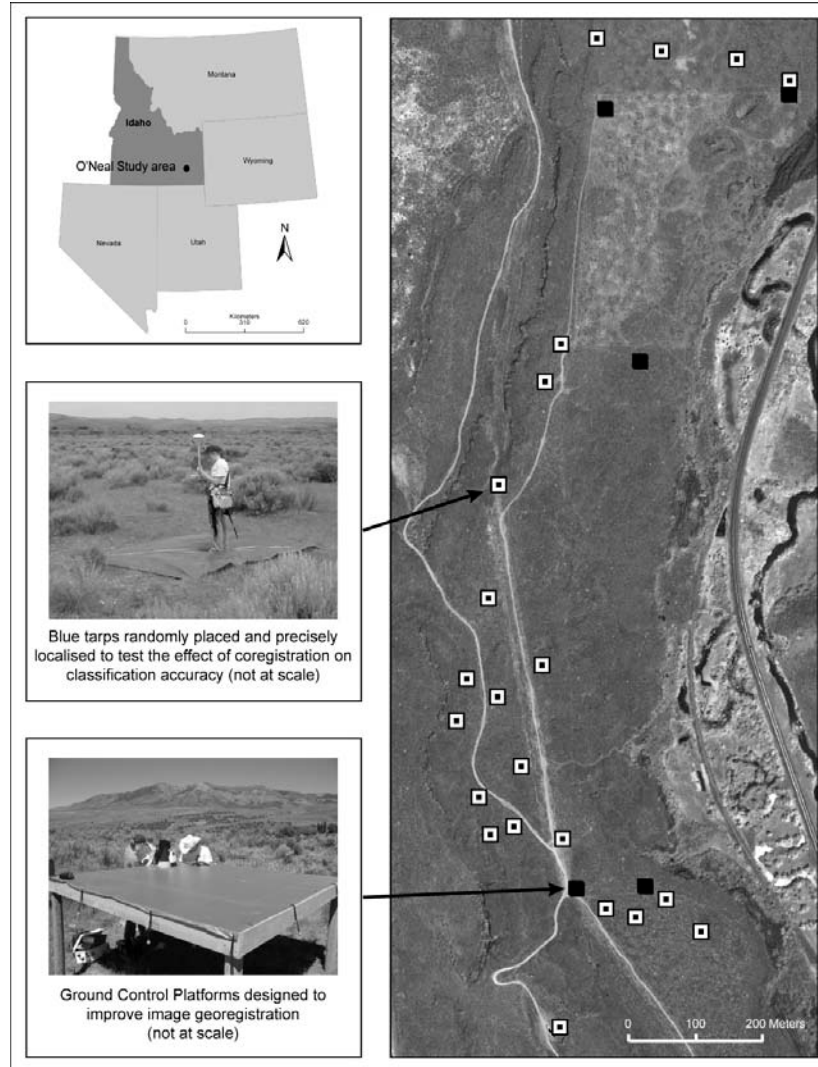 Montana
Idaho
O'Neal Study area
Wyoming
Nevada
Utah
N
Kilometers
0 310 620
Blue tarps randomly placed and precisely
localised to test the effect of coregistration on
classification accuracy (not at scale)
Ground Control Platforms designed to
improve image georegistration
(not at scale)
0 100 200 Meters